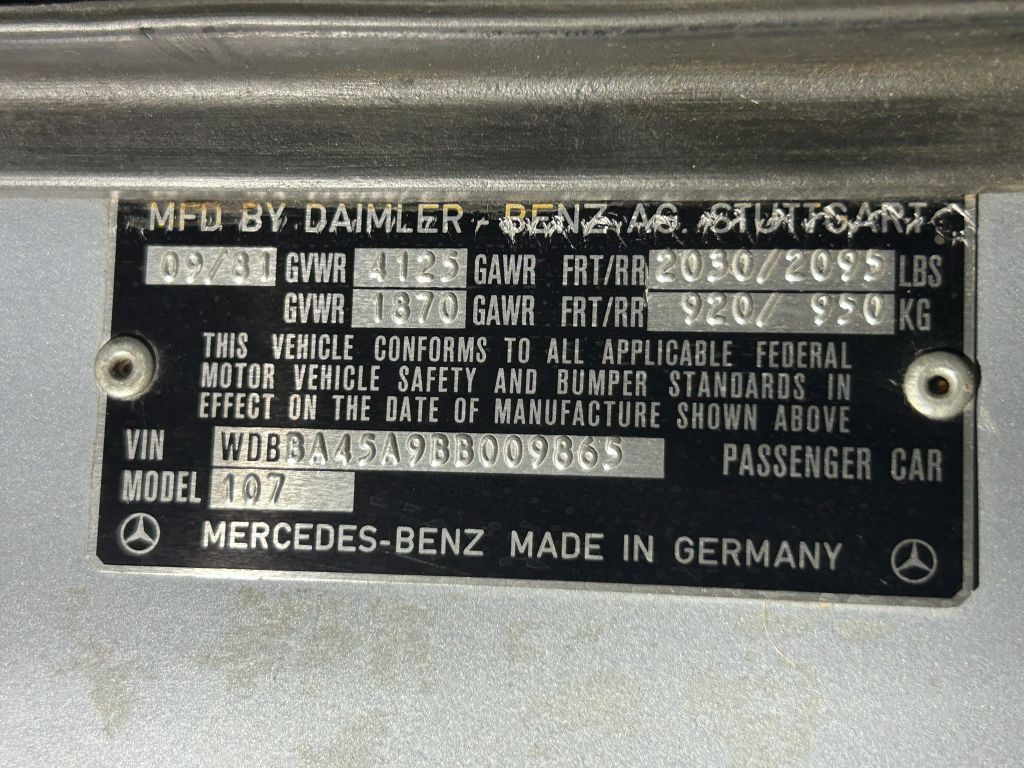 MFD BY DAIMLER - BENZ AG. STUTTGART
09/81 GVWR 4125 GAWR FRT/RR 2030/2095 LBS
GVWR 1870 GAWR FRT/RR 920/ 950 KG
THIS VEHICLE CONFORMS TO ALL APPLICABLE FEDERAL
MOTOR VEHICLE SAFETY AND BUMPER STANDARDS IN
EFFECT ON THE DATE OF MANUFACTURE SHOWN ABOVE
VIN WDBBA45A9BB009865 PASSENGER CAR
MODEL 107
MERCEDES-BENZ MADE IN GERMANY